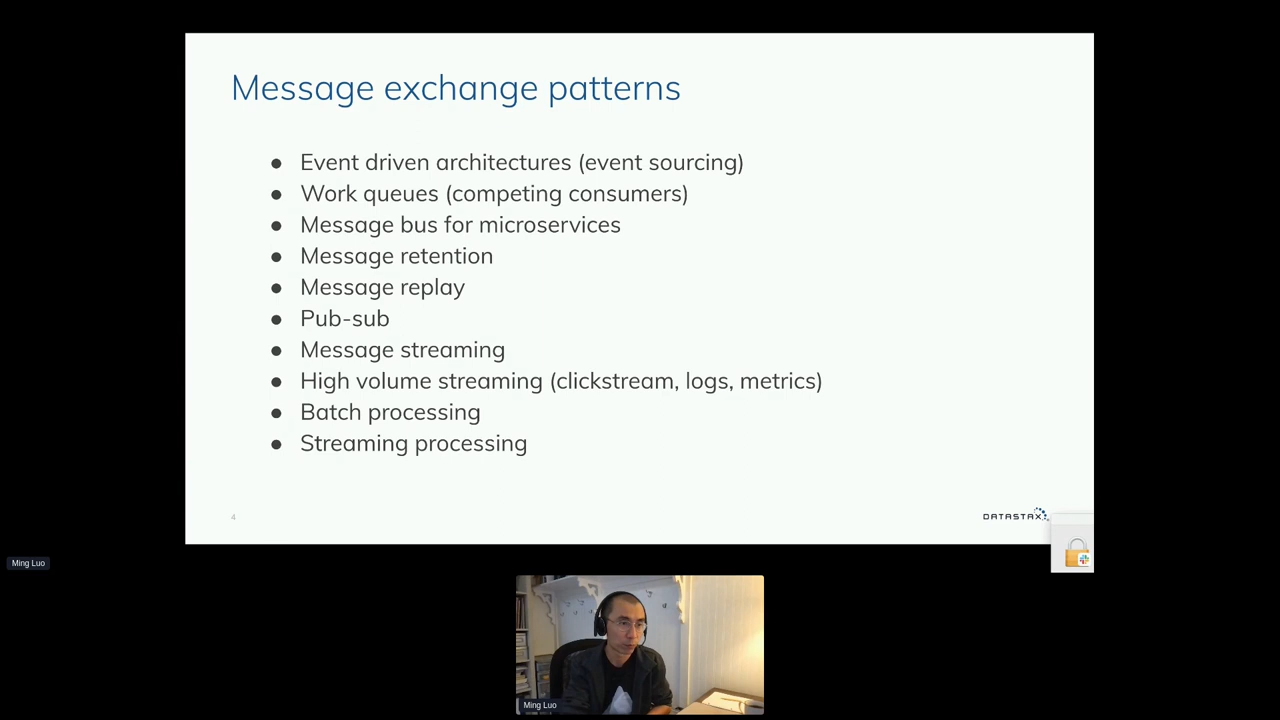 Message exchange patterns
● Event driven architectures (event sourcing)
● Work queues (competing consumers)
● Message bus for microservices
● Message retention
● Message replay
● Pub-sub
● Message streaming
● High volume streaming (clickstream, logs, metrics)
● Batch processing
● Streaming processing
4
DATASTAX
Ming Luo
Ming Luo